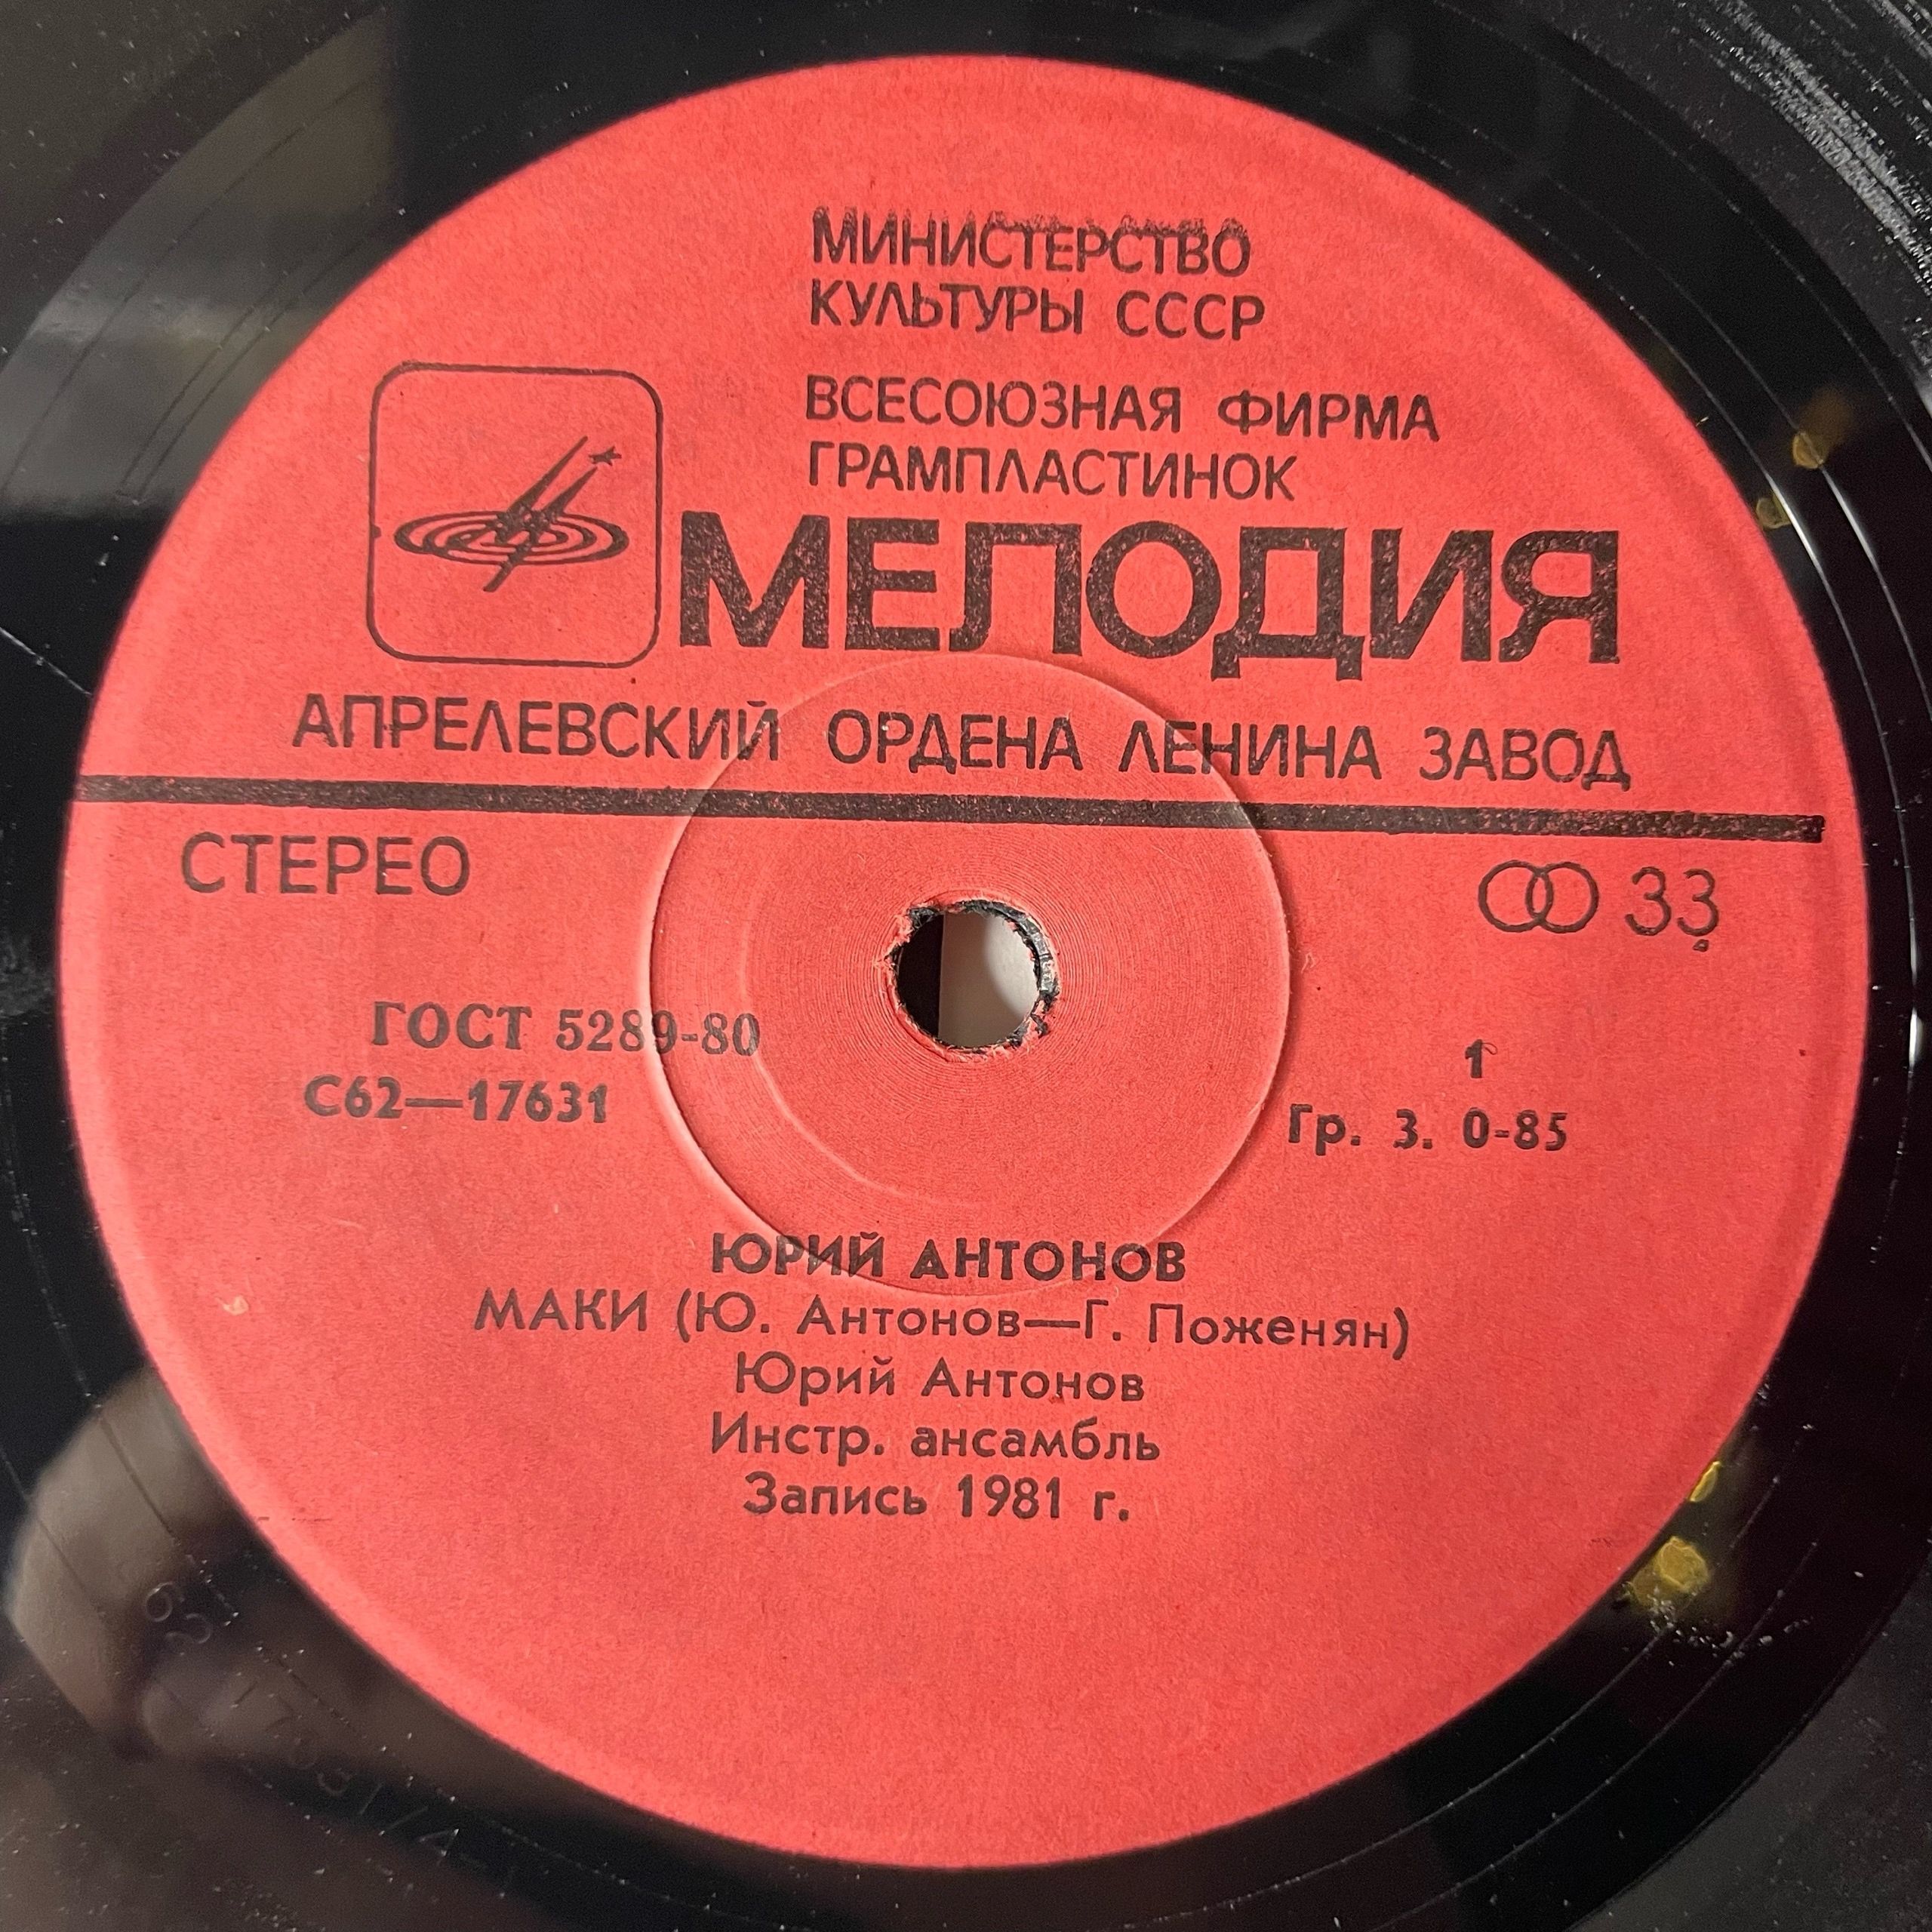 МИНИСТЕРСТВО
КУЛЬТУРЫ СССР
ВСЕСОЮЗНАЯ ФИРМА
ГРАМПЛАСТИНОК
МЕЛОДИЯ
АПРЕЛЕВСКИЙ ОРДЕНА ЛЕНИНА ЗАВОД
СТЕРЕО
33
ГОСТ 5289-80
С62—17631
1
Гр. 3. 0-85
ЮРИЙ АНТОНОВ
МАКИ (Ю. Антонов—Г. Поженян)
Юрий Антонов
Инстр. ансамбль
Запись 1981 г.